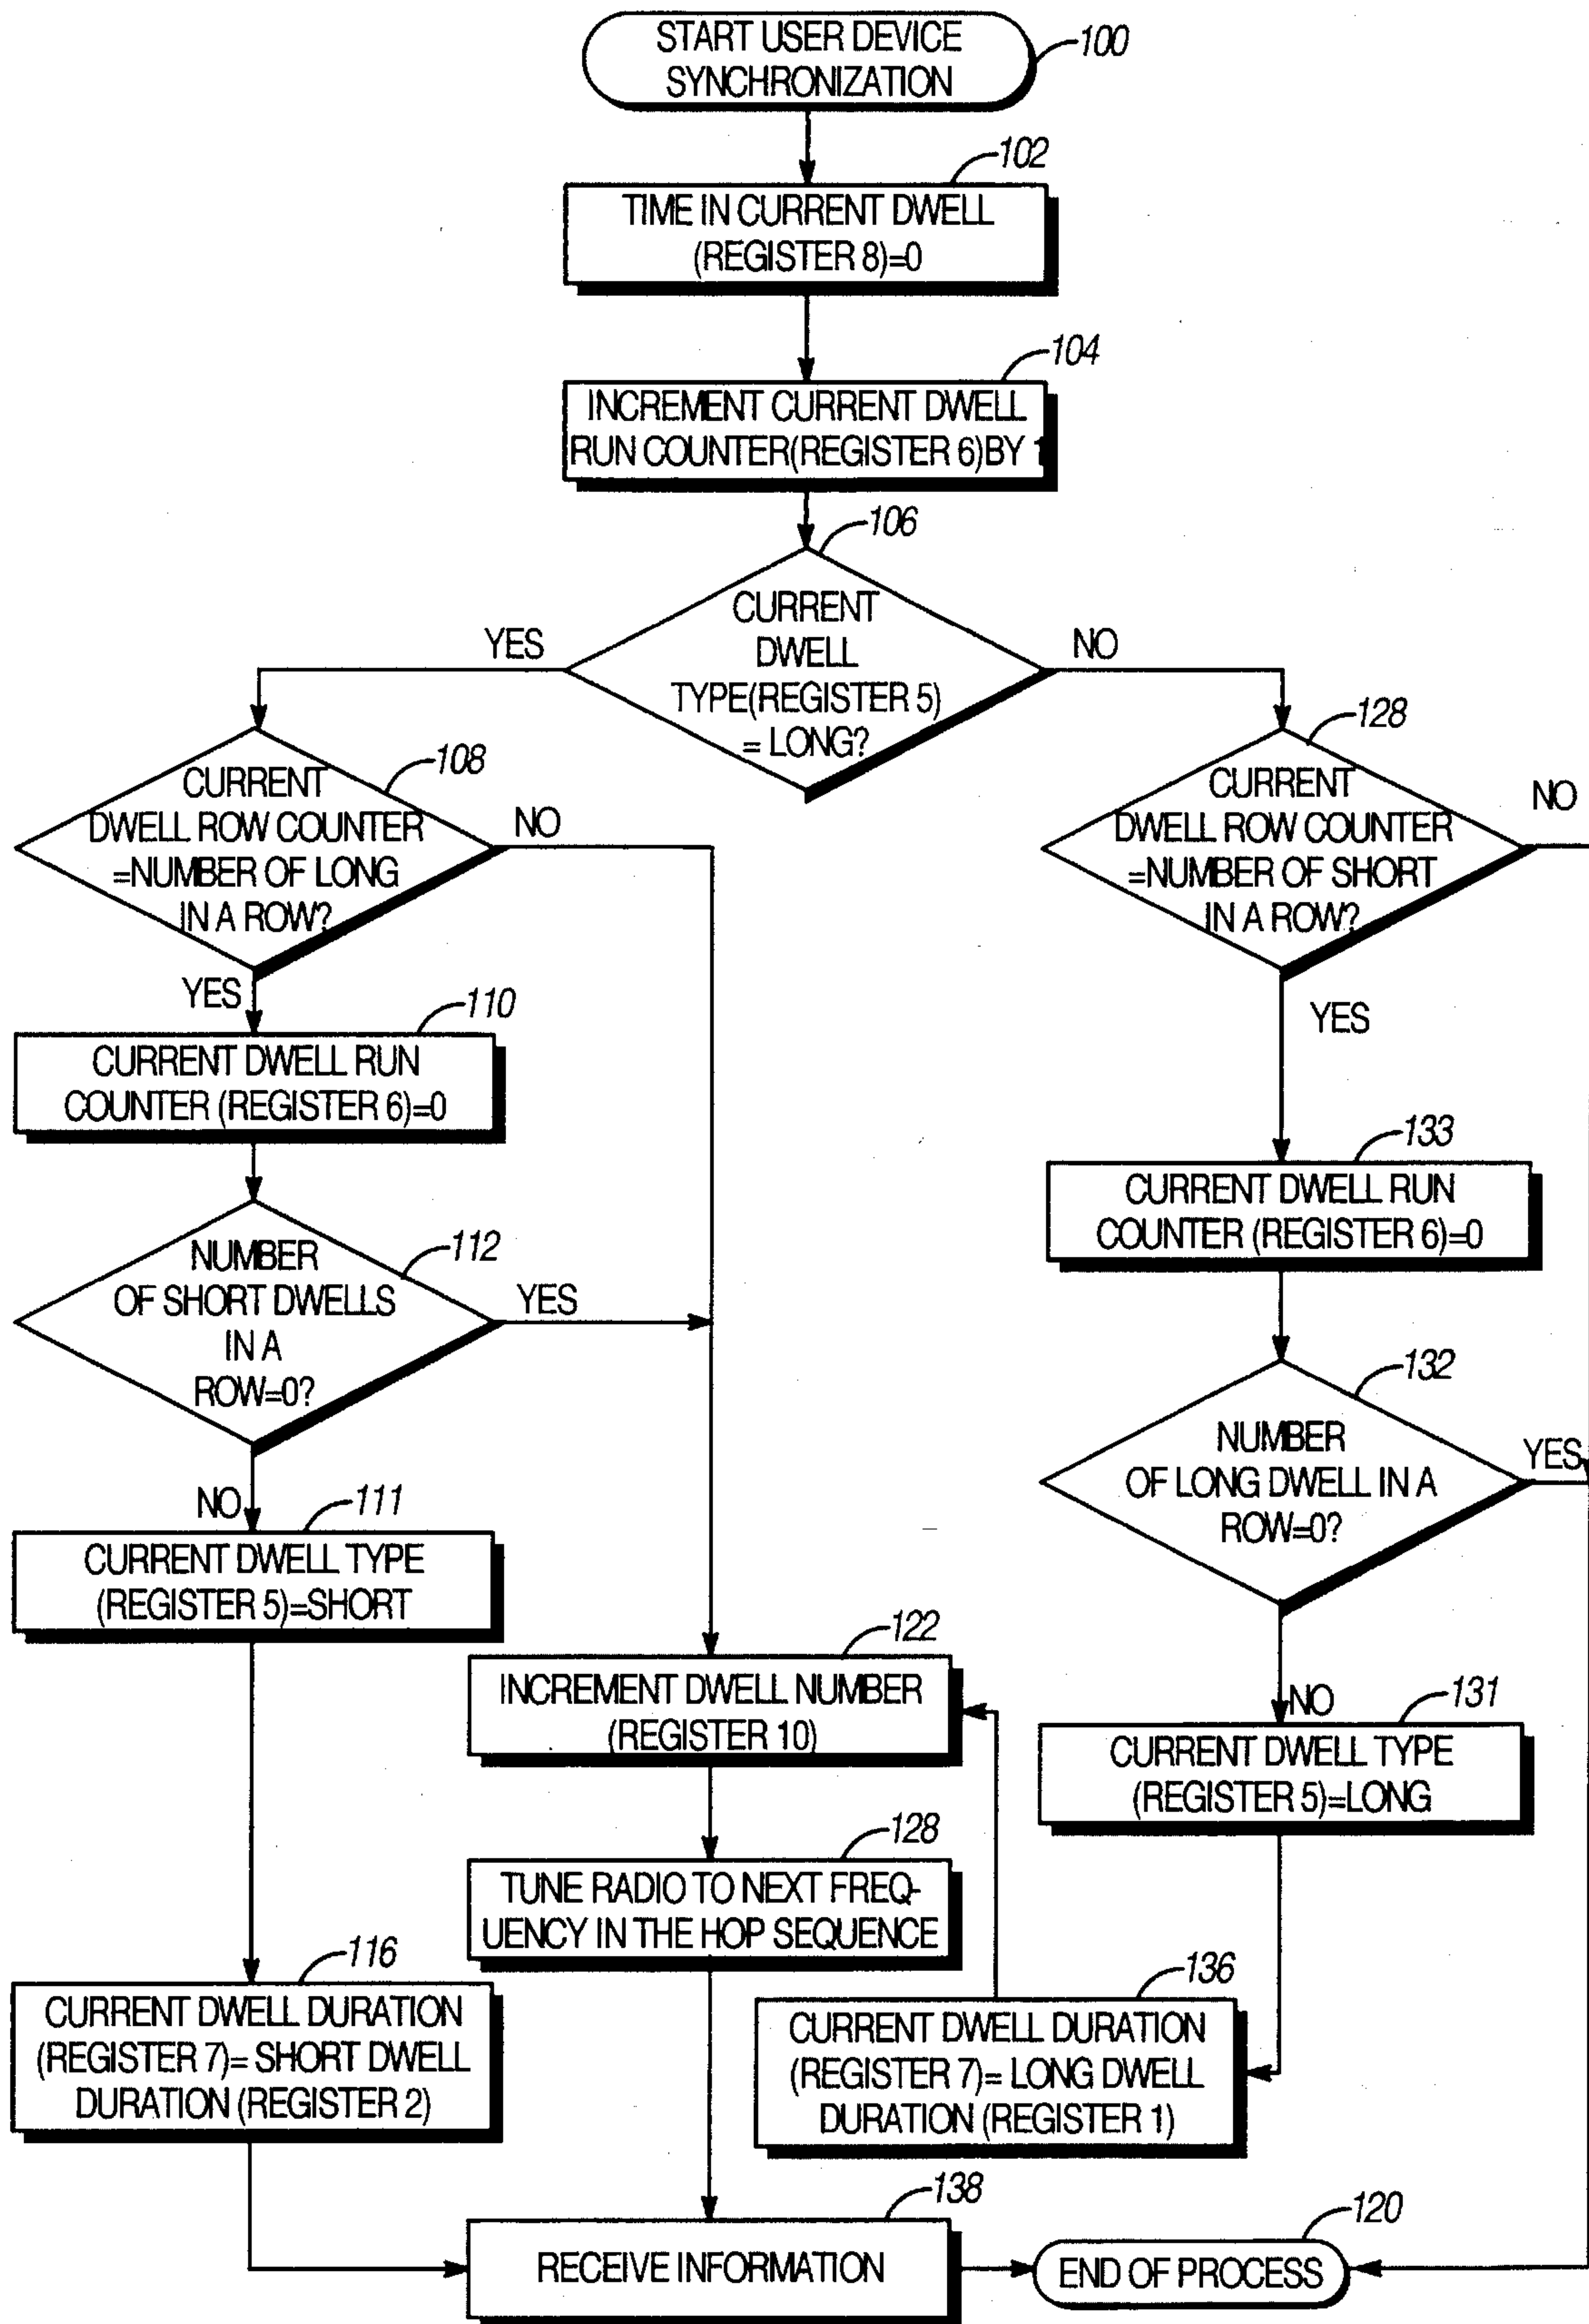 START USER DEVICE
SYNCHRONIZATION
100
102
TIME IN CURRENT DWELL
(REGISTER 8)=0
104
INCREMENT CURRENT DWELL
RUN COUNTER(REGISTER 6)BY 1
106
CURRENT
DWELL
TYPE(REGISTER 5)
= LONG?
YES
NO
108
CURRENT
DWELL ROW COUNTER
=NUMBER OF LONG
IN A ROW?
NO
YES
128
CURRENT
DWELL ROW COUNTER
=NUMBER OF SHORT
IN A ROW?
NO
YES
110
CURRENT DWELL RUN
COUNTER (REGISTER 6)=0
133
CURRENT DWELL RUN
COUNTER (REGISTER 6)=0
112
NUMBER
OF SHORT DWELLS
IN A
ROW=0?
YES
NO
132
NUMBER
OF LONG DWELL IN A
ROW=0?
YES
NO
111
CURRENT DWELL TYPE
(REGISTER 5)=SHORT
122
INCREMENT DWELL NUMBER
(REGISTER 10)
131
CURRENT DWELL TYPE
(REGISTER 5)=LONG
128
TUNE RADIO TO NEXT FREQ-
UENCY IN THE HOP SEQUENCE
116
CURRENT DWELL DURATION
(REGISTER 7)= SHORT DWELL
DURATION (REGISTER 2)
136
CURRENT DWELL DURATION
(REGISTER 7)= LONG DWELL
DURATION (REGISTER 1)
138
RECEIVE INFORMATION
120
END OF PROCESS